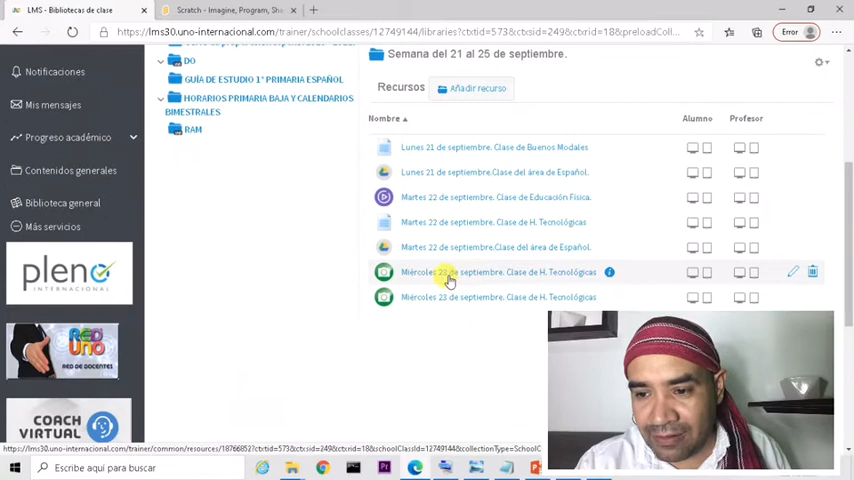 LMS - Bibliotecas de clase
Scratch - Imagine, Program, Sh
https://lms30.uno-internacional.com/trainer/schoolclasses/12749144/libraries?ctxtid=573&ctxsid=249&ctxrid=18&preloadColl...
Error
Notificaciones
Mis mensajes
Progreso académico
Contenidos generales
Biblioteca general
Más servicios
pleno
INTERNACIONAL
RED UNO
RED DE DOCENTES
COACH
VIRTUAL
DO
GUÍA DE ESTUDIO 1° PRIMARIA ESPAÑOL
HORARIOS PRIMARIA BAJA Y CALENDARIOS
BIMESTRALES
RAM
Semana del 21 al 25 de septiembre.
Recursos
Añadir recurso
Nombre
Alumno
Profesor
Lunes 21 de septiembre. Clase de Buenos Modales
Lunes 21 de septiembre.Clase del área de Español.
Martes 22 de septiembre. Clase de Educación Física.
Martes 22 de septiembre. Clase de H. Tecnológicas
Martes 22 de septiembre.Clase del área de Español.
Miércoles 23 de septiembre. Clase de H. Tecnológicas
Miércoles 23 de septiembre. Clase de H. Tecnológicas
Escribe aquí para buscar